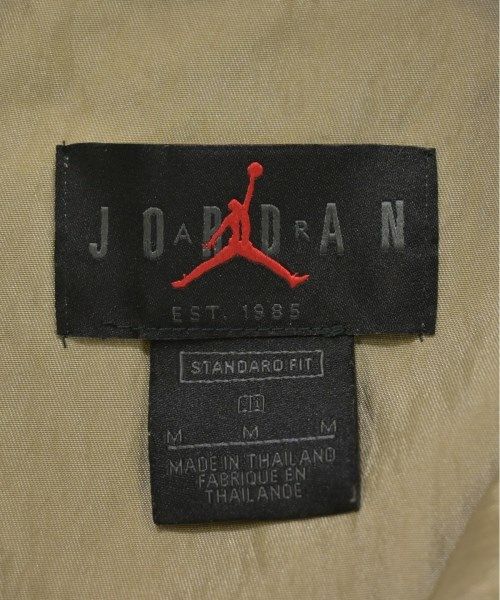 JORDAN
AIR
EST. 1985
STANDARD FIT
M M M
MADE IN THAILAND
FABRIQUE EN
THAILANDE